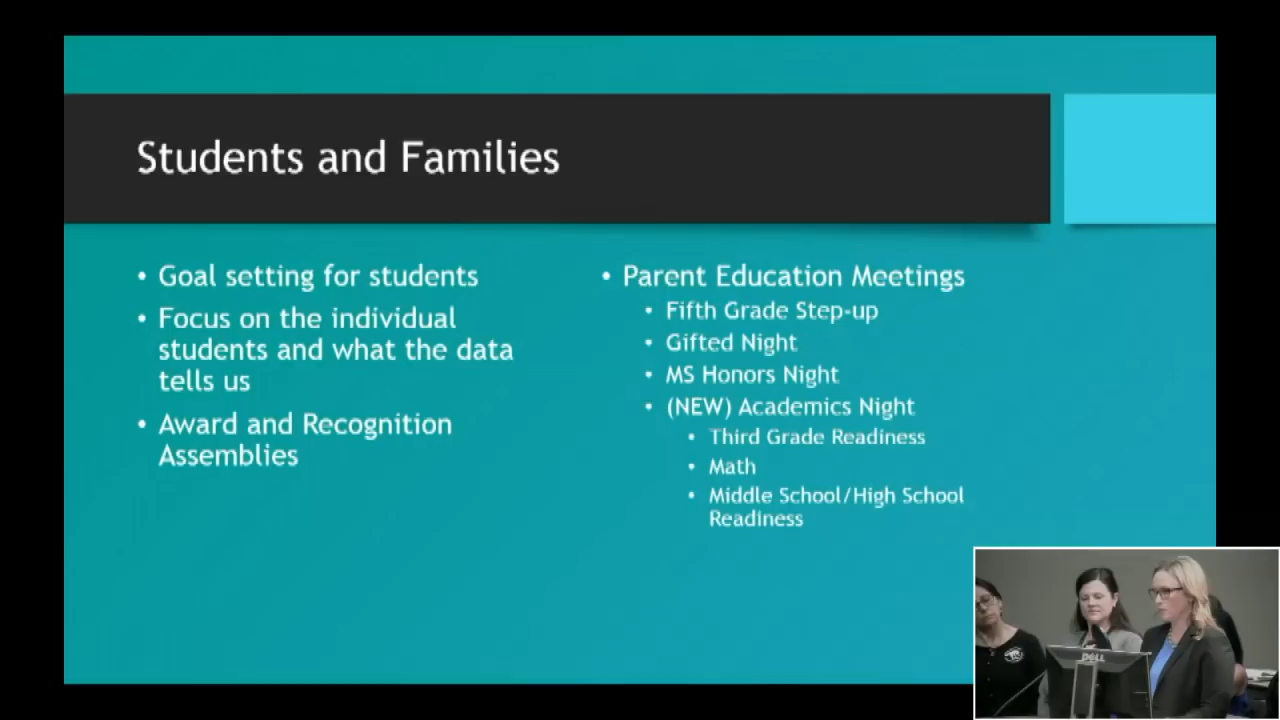 Students and Families
• Goal setting for students
• Focus on the individual
students and what the data
tells us
• Award and Recognition
Assemblies
• Parent Education Meetings
• Fifth Grade Step-up
• Gifted Night
• MS Honors Night
• (NEW) Academics Night
• Third Grade Readiness
• Math
• Middle School/High School
Readiness
DELL